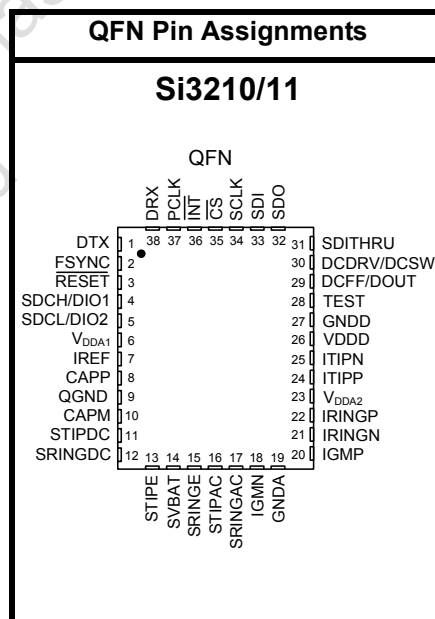 QFN Pin Assignments
Si3210/11
QFN
DRX
PCLK
INT
CS
SCLK
SDI
SDO
38 37 36 35 34 33 32
DTX 1
FSYNC 2
RESET 3
SDCH/DIO1 4
SDCL/DIO2 5
VDDA1 6
IREF 7
CAPP 8
QGND 9
CAPM 10
STIPDC 11
SRINGDC 12
31 SDITHRU
30 DCDRV/DCSW
29 DCFF/DOUT
28 TEST
27 GNDD
26 VDDD
25 ITIPN
24 ITIPP
23 VDDA2
22 IRINGP
21 IRINGN
20 IGMP
13 14 15 16 17 18 19
STIPE
SVBAT
SRINGE
STIPAC
SRINGAC
IGMN
GNDA